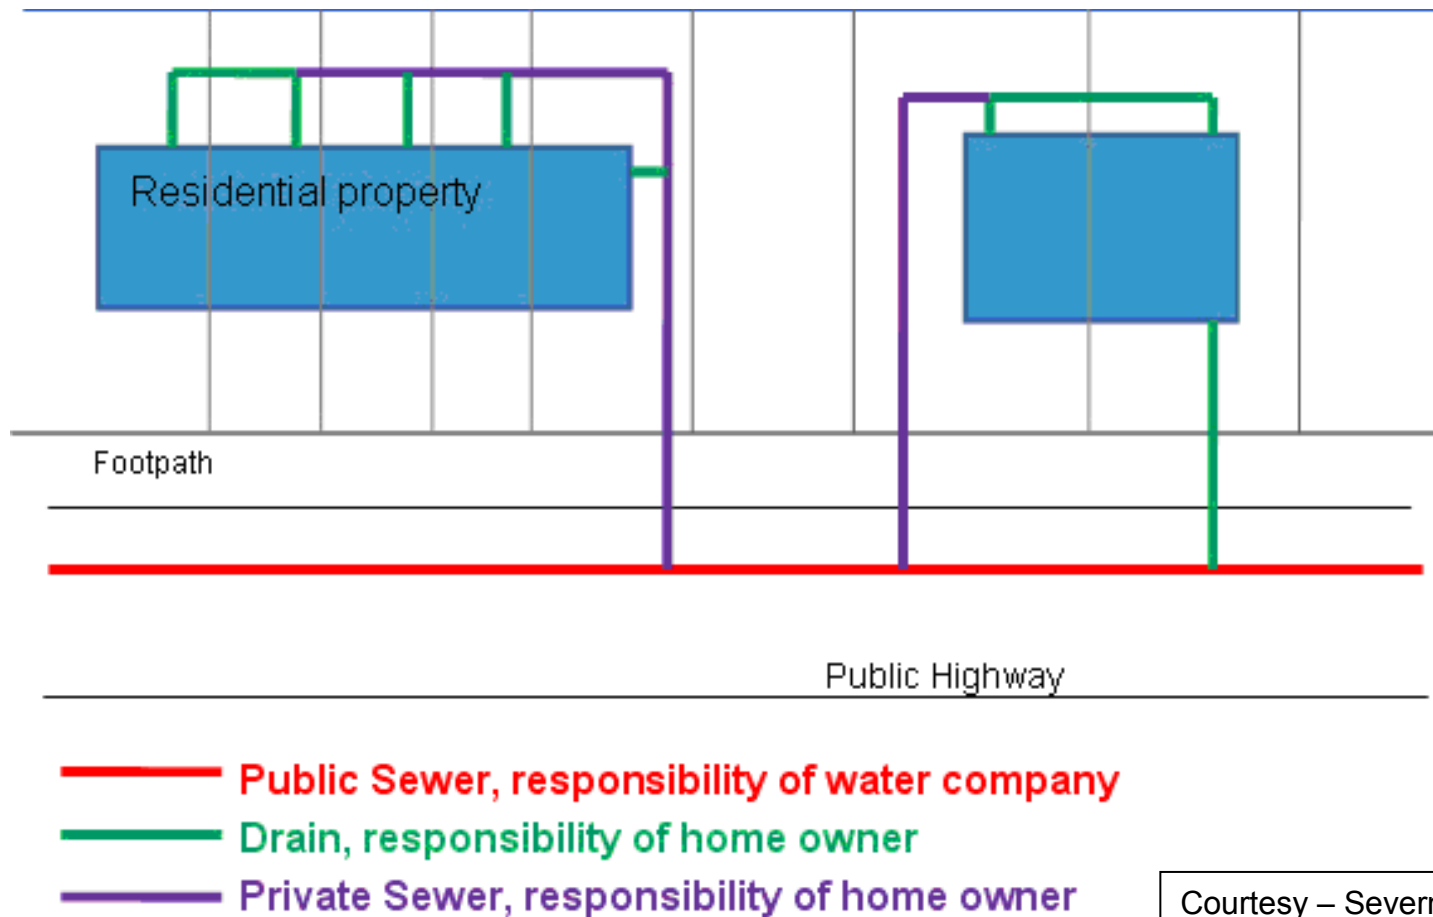 Residential property
Footpath
Public Highway
Public Sewer, responsibility of water company
Drain, responsibility of home owner
Private Sewer, responsibility of home owner
Courtesy –